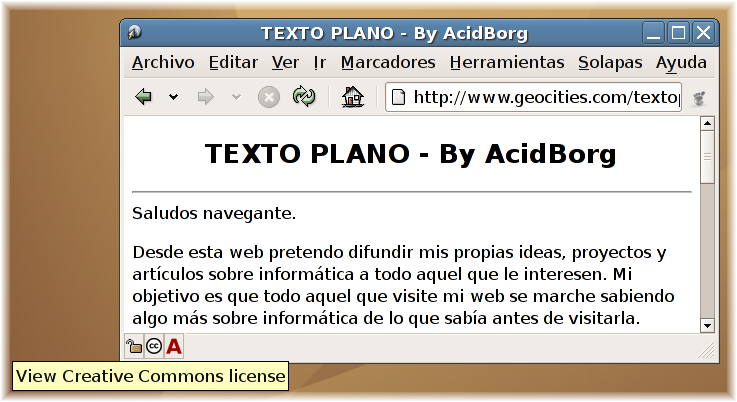 TEXTO PLANO - By AcidBorg
Archivo Editar Ver Ir Marcadores Herramientas Solapas Ayuda
http://www.geocities.com/textop
TEXTO PLANO - By AcidBorg
Saludos navegante.
Desde esta web pretendo difundir mis propias ideas, proyectos y
artículos sobre informática a todo aquel que le interesen. Mi
objetivo es que todo aquel que visite mi web se marche sabiendo
algo más sobre informática de lo que sabía antes de visitarla.
cc A
View Creative Commons license